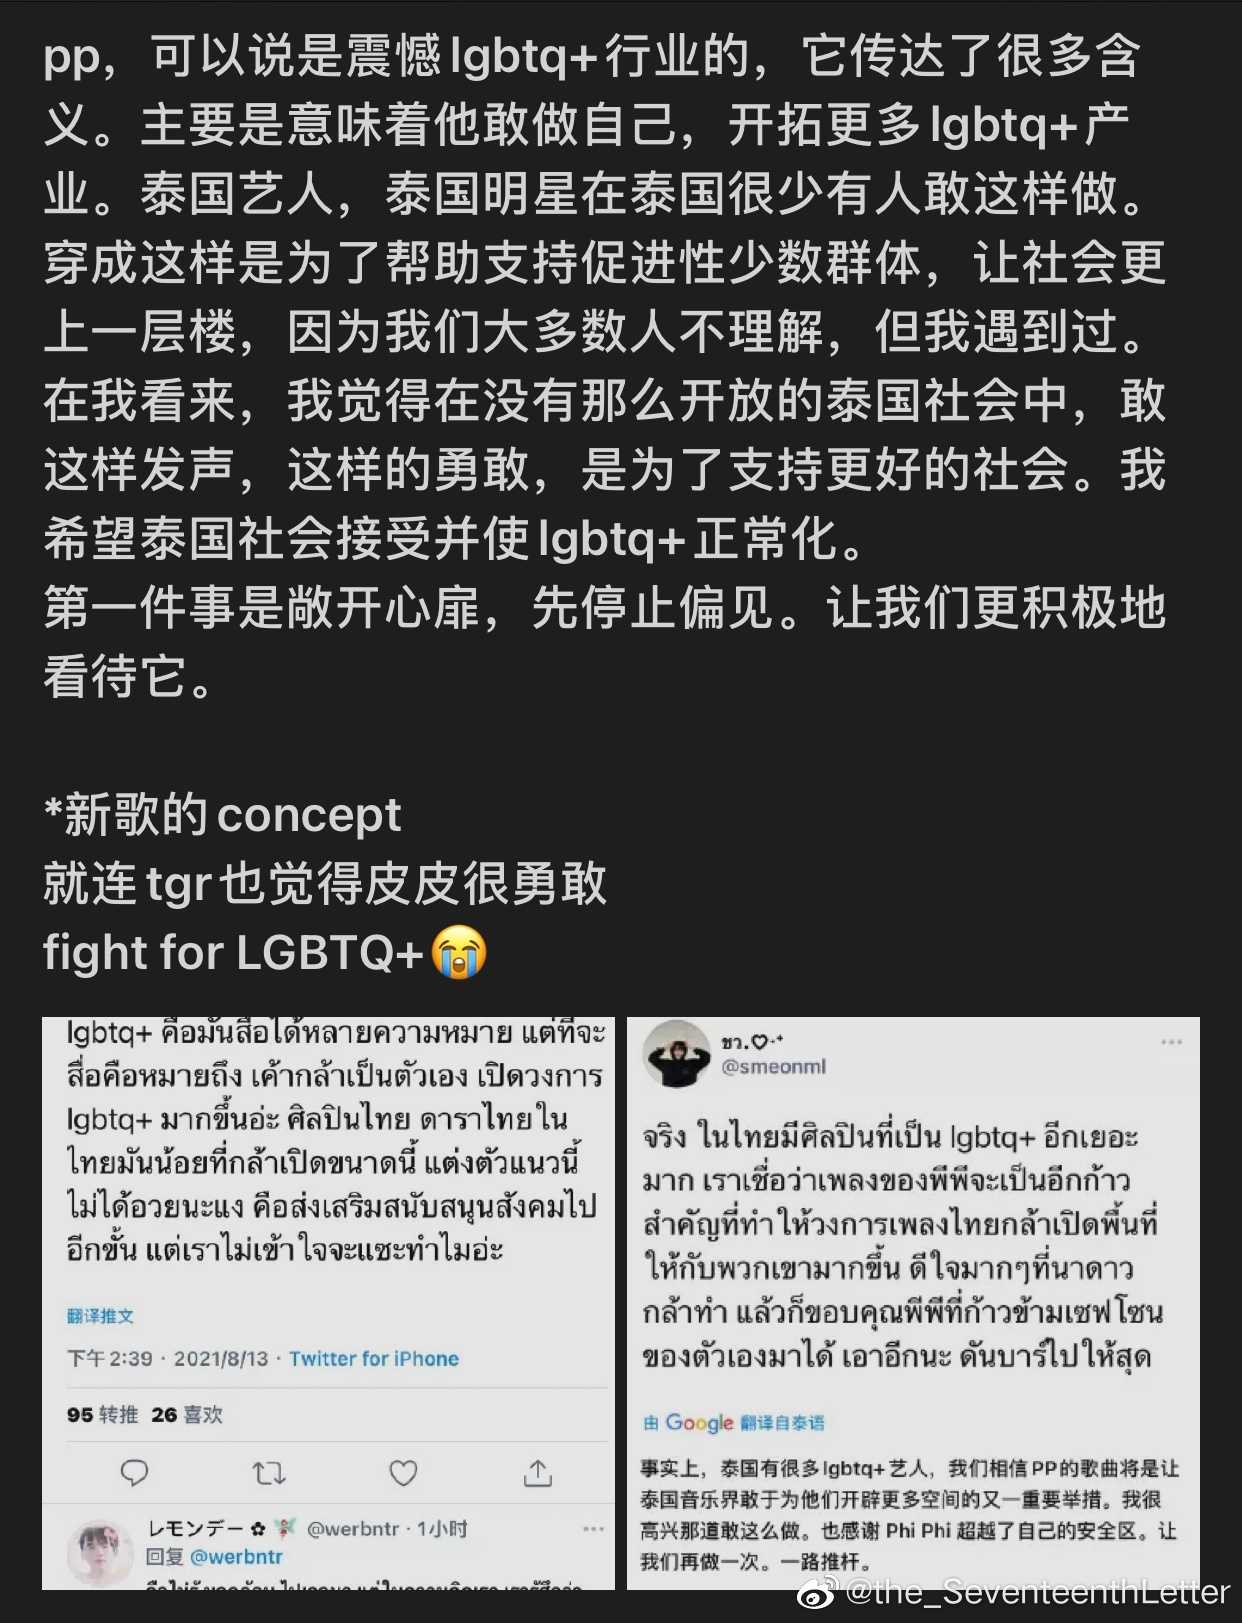 pp，可以说是震憾lgbtq+行业的，它传达了很多含
义。主要是意味着他敢做自己，开拓更多lgbtq+产
业。泰国艺人，泰国明星在泰国很少有人敢这样做。
穿成这样是为了帮助支持促进性少数群体，让社会更
上一层楼，因为我们大多数人不理解，但我遇到过。
在我看来，我觉得在没有那么开放的泰国社会中，敢
这样发声，这样的勇敢，是为了支持更好的社会。我
希望泰国社会接受并使lgbtq+正常化。
第一件事是敞开心扉，先停止偏见。让我们更积极地
看待它。
*新歌的concept
就连tgr也觉得皮皮很勇敢
fight for LGBTQ+😭
lgbtq+ คือมันสื่อได้หลายความหมาย แต่ที่จะ
สื่อคือหมายถึง เค้ากล้าเป็นตัวเอง เปิดวงการ
lgbtq+ มากขึ้นอ่ะ ศิลปินไทย ดาราไทยใน
ไทยมันน้อยที่กล้าเปิดขนาดนี้ แต่งตัวแนวนี้
ไม่ได้อวยนะแง คือส่งเสริมสนับสนุนสังคมไป
อีกขั้น แต่เราไม่เข้าใจจะแซะทำไมอ่ะ
翻译推文
下午2:39 · 2021/8/13 · Twitter for iPhone
95 转推 26 喜欢
レモンデー ✿ 🧚 @werbntr · 1小时
回复 @werbntr
ชว.♡·˖⁺
@smeonml
จริง ในไทยมีศิลปินที่เป็น lgbtq+ อีกเยอะ
มาก เราเชื่อว่าเพลงของพีพีจะเป็นอีกก้าว
สำคัญที่ทำให้วงการเพลงไทยกล้าเปิดพื้นที่
ให้กับพวกเขามากขึ้น ดีใจมากๆที่นาดาว
กล้าทำ แล้วก็ขอบคุณพีพีที่ก้าวข้ามเซฟโซน
ของตัวเองมาได้ เอาอีกนะ ดันบาร์ไปให้สุด
由 Google 翻译自泰语
事实上，泰国有很多lgbtq+艺人，我们相信PP的歌曲将是让
泰国音乐界敢于为他们开辟更多空间的又一重要举措。我很
高兴那道敢这么做。也感谢 Phi Phi 超越了自己的安全区。让
我们再做一次。一路推杆。
@the_SeventeenthLetter